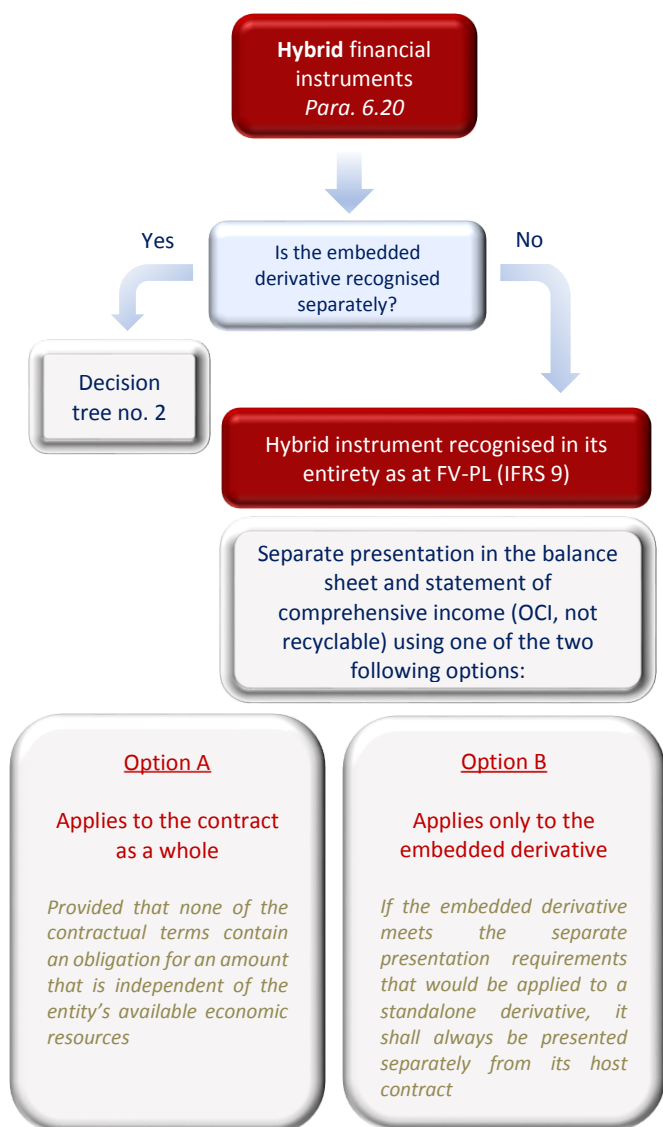 Hybrid financial
instruments
Para. 6.20
Yes
No
Is the embedded
derivative recognised
separately?
Decision
tree no. 2
Hybrid instrument recognised in its
entirety as at FV-PL (IFRS 9)
Separate presentation in the balance
sheet and statement of
comprehensive income (OCI, not
recyclable) using one of the two
following options:
Option A
Applies to the contract
as a whole
Provided that none of the
contractual terms contain
an obligation for an amount
that is independent of the
entity's available economic
resources
Option B
Applies only to the
embedded derivative
If the embedded derivative
meets the separate
presentation requirements
that would be applied to a
standalone derivative, it
shall always be presented
separately from its host
contract